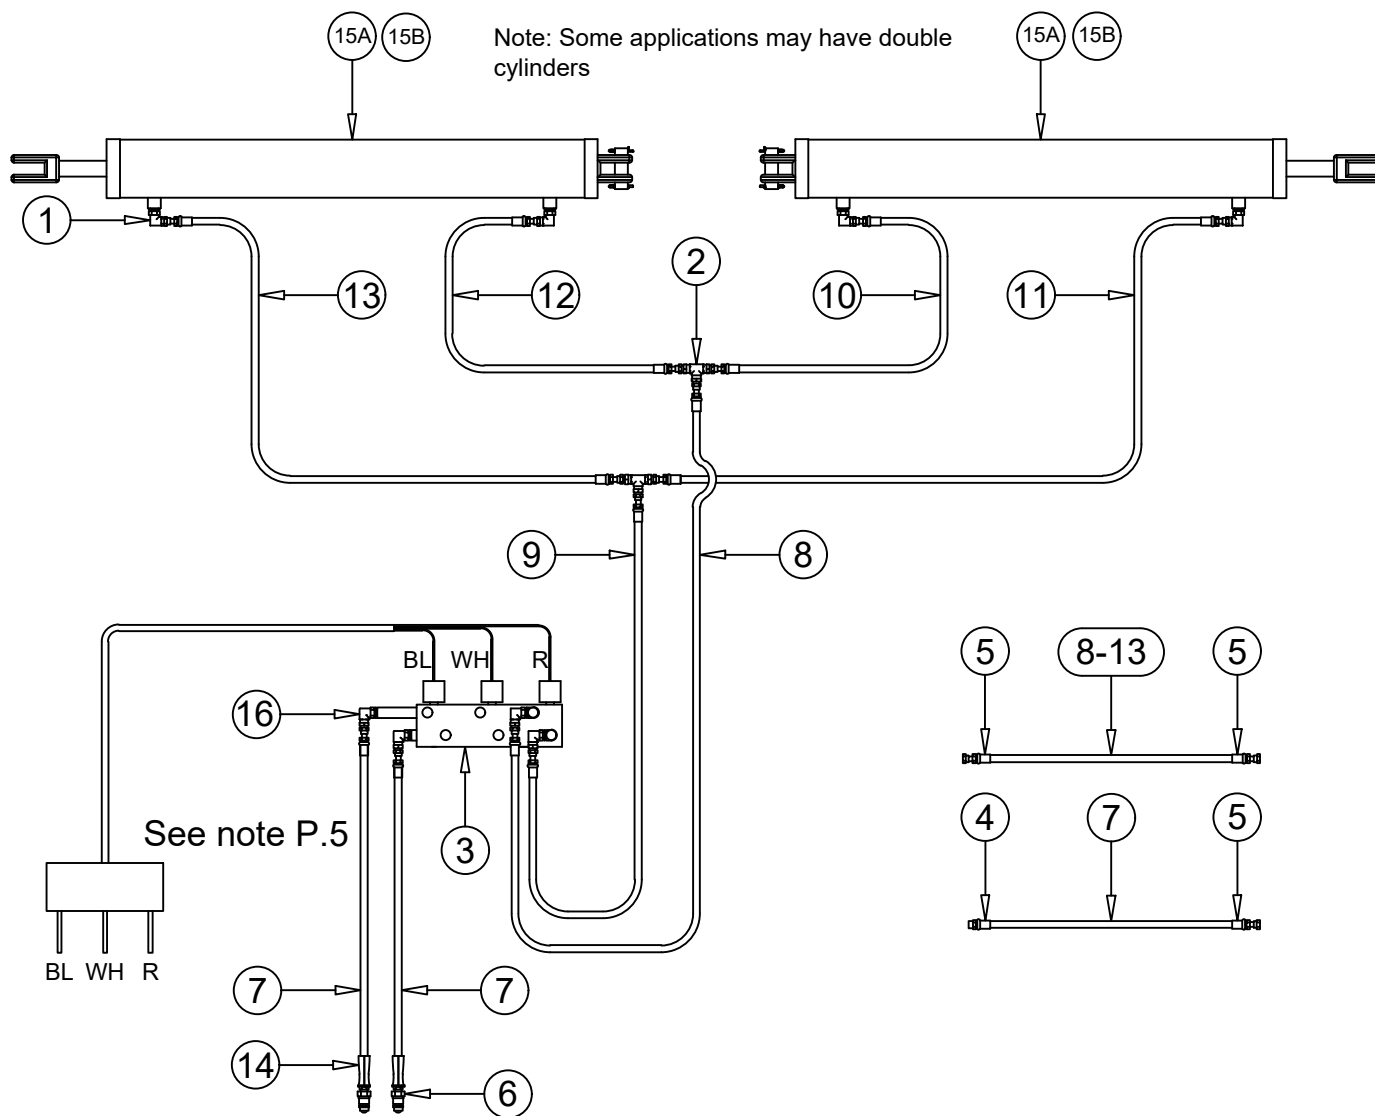 15A 15B
Note: Some applications may have double
cylinders
15A 15B
1
2
13
12
10
11
9
8
BL WH R
5
8-13
5
16
See note P.5
3
4
7
5
BL WH R
7
7
14
6